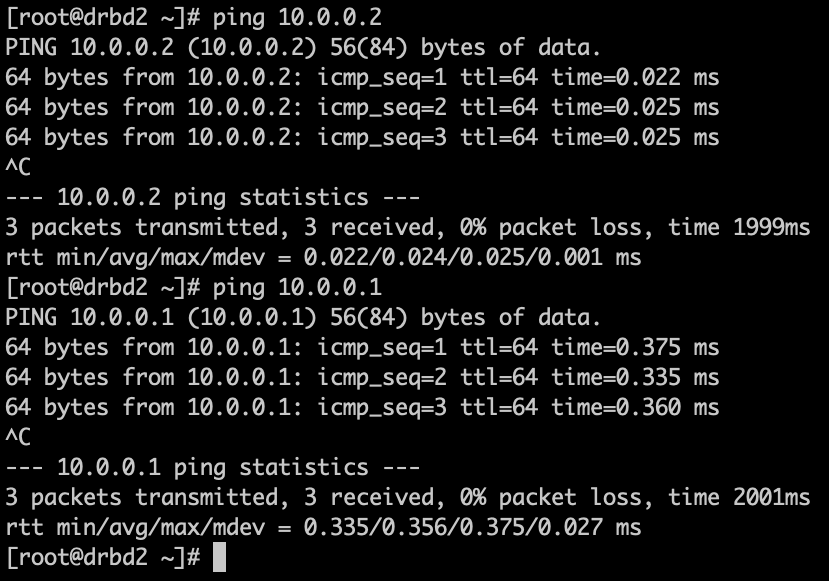 [root@drbd2 ~]# ping 10.0.0.2
PING 10.0.0.2 (10.0.0.2) 56(84) bytes of data.
64 bytes from 10.0.0.2: icmp_seq=1 ttl=64 time=0.022 ms
64 bytes from 10.0.0.2: icmp_seq=2 ttl=64 time=0.025 ms
64 bytes from 10.0.0.2: icmp_seq=3 ttl=64 time=0.025 ms
^C
--- 10.0.0.2 ping statistics ---
3 packets transmitted, 3 received, 0% packet loss, time 1999ms
rtt min/avg/max/mdev = 0.022/0.024/0.025/0.001 ms
[root@drbd2 ~]# ping 10.0.0.1
PING 10.0.0.1 (10.0.0.1) 56(84) bytes of data.
64 bytes from 10.0.0.1: icmp_seq=1 ttl=64 time=0.375 ms
64 bytes from 10.0.0.1: icmp_seq=2 ttl=64 time=0.335 ms
64 bytes from 10.0.0.1: icmp_seq=3 ttl=64 time=0.360 ms
^C
--- 10.0.0.1 ping statistics ---
3 packets transmitted, 3 received, 0% packet loss, time 2001ms
rtt min/avg/max/mdev = 0.335/0.356/0.375/0.027 ms
[root@drbd2 ~]#